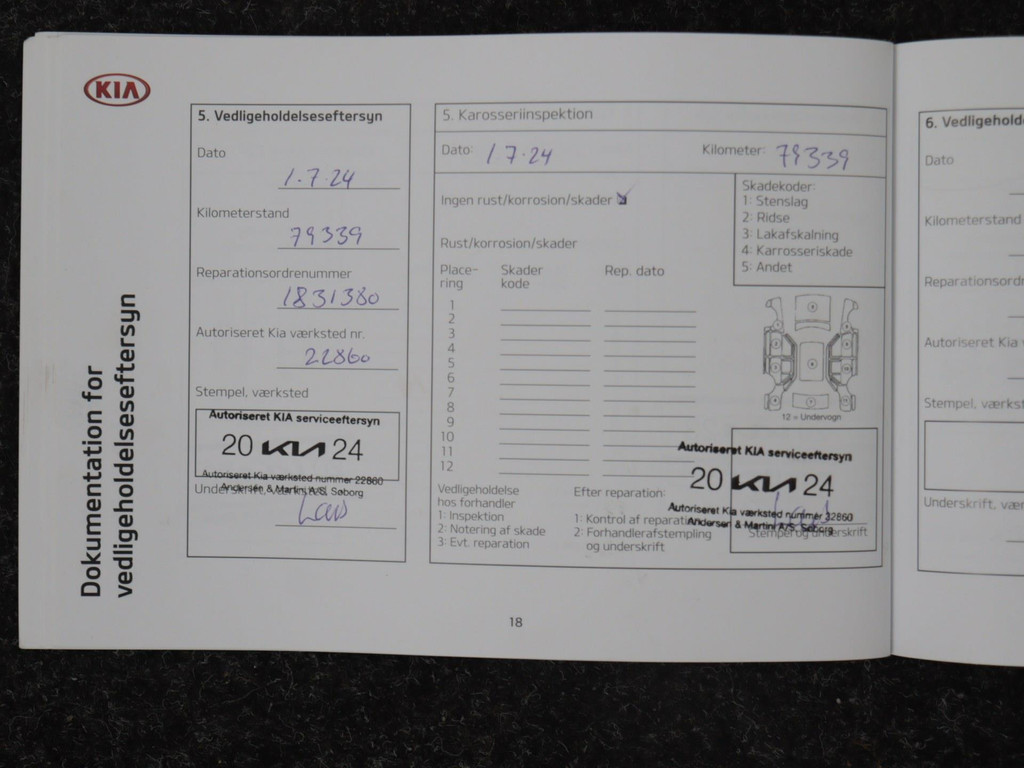 KIA
Dokumentation for
vedligeholdelseseftersyn
5. Vedligeholdelseseftersyn
Dato
1.7.24
Kilometerstand
79339
Reparationsordrenummer
1831380
Autoriseret Kia værksted nr.
22860
Stempel, værksted
Autoriseret KIA serviceeftersyn
20 KIA 24
Autoriseret Kia værksted nummer 22860
Andersen & Martini A/S, Søborg
Underskrift,
5. Karosseriinspektion
Dato: 1 7.24
Kilometer: 79339
Ingen rust/korrosion/skader
Skadekoder:
1: Stenslag
2: Ridse
3: Lakafskalning
4: Karrosseriskade
5: Andet
Rust/korrosion/skader
Place-
ring
Skader
kode
Rep. dato
1
2
3
4
5
6
7
8
9
10
11
12
12 = Undervogn
Vedligeholdelse
hos forhandler
1: Inspektion
2: Notering af skade
3: Evt. reparation
Efter reparation:
1: Kontrol af reparation
2: Forhandlerafstempling
og underskrift
Autoriseret KIA serviceeftersyn
20 KIA 24
Autoriseret Kia værksted nummer 22860
Andersen & Martini A/S, Søborg
Stempel og underskrift
18
6. Vedligehold
Dato
Kilometerstand
Reparationsord
Autoriseret Kia
Stempel, værkst
Underskrift, vær